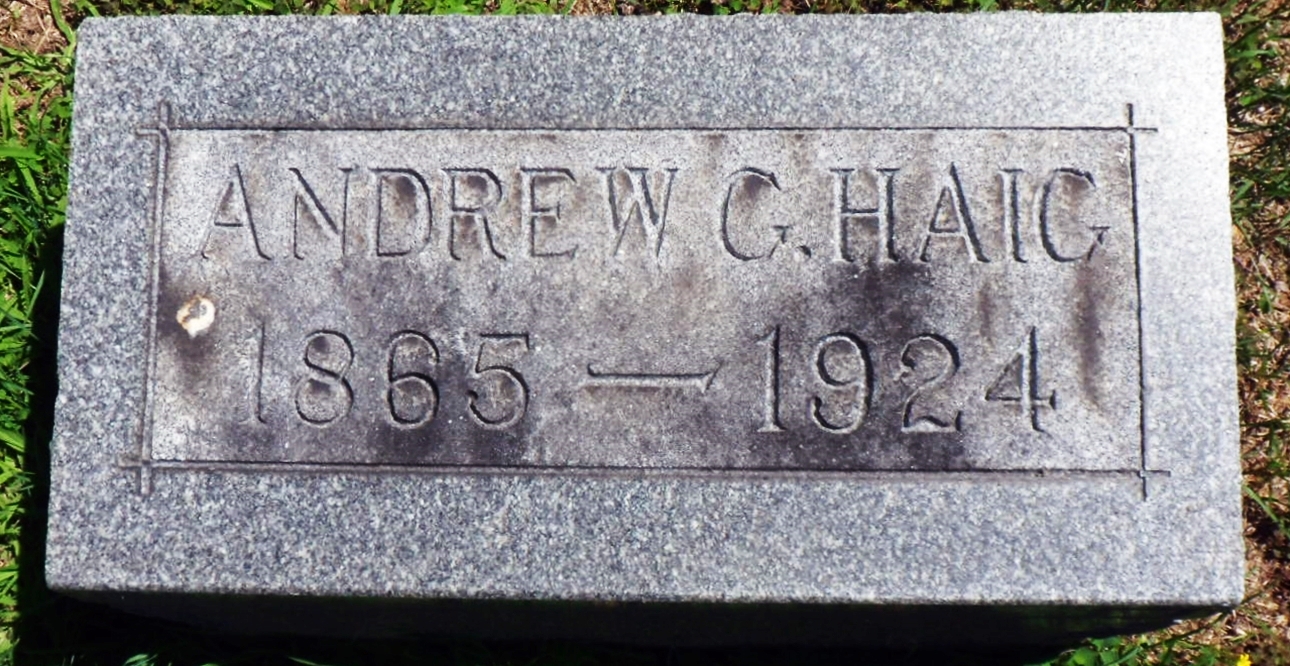 ANDREW G. HAIG
1865 — 1924